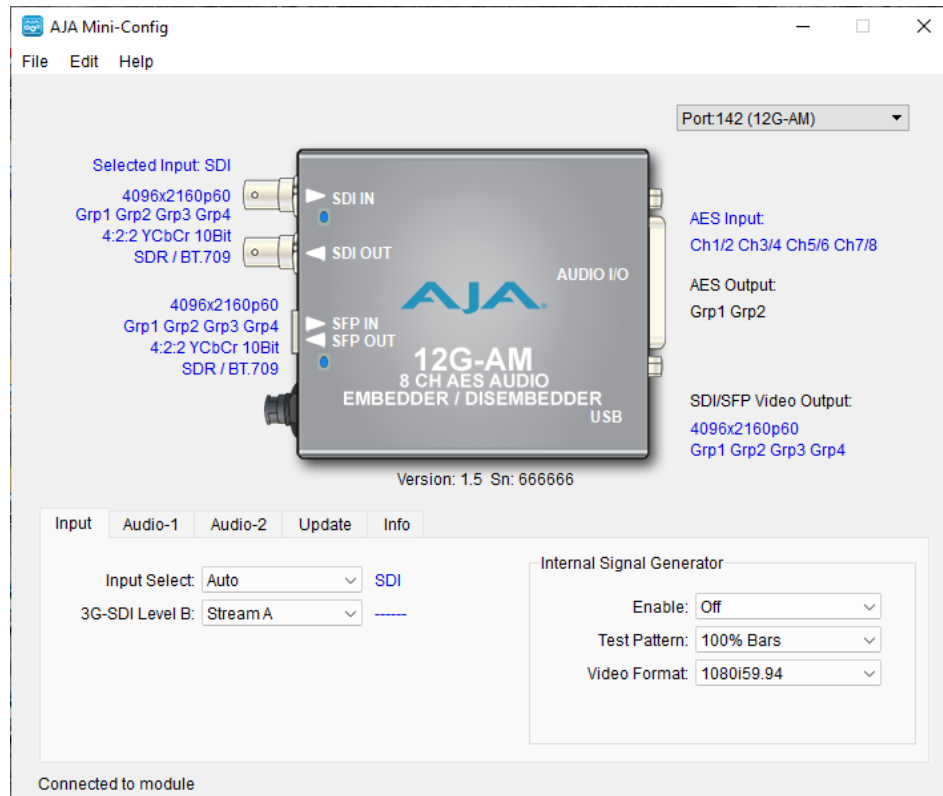 AJA Mini-Config
File Edit Help
Port:142 (12G-AM)
Selected Input: SDI
4096x2160p60
Grp1 Grp2 Grp3 Grp4
4:2:2 YCbCr 10Bit
SDR / BT.709
4096x2160p60
Grp1 Grp2 Grp3 Grp4
4:2:2 YCbCr 10Bit
SDR / BT.709
SDI IN
SDI OUT
AUDIO I/O
AJA
SFP IN
SFP OUT
12G-AM
8 CH AES AUDIO
EMBEDDER / DISEMBEDDER
USB
AES Input:
Ch1/2 Ch3/4 Ch5/6 Ch7/8
AES Output:
Grp1 Grp2
SDI/SFP Video Output:
4096x2160p60
Grp1 Grp2 Grp3 Grp4
Version: 1.5 Sn: 666666
Input Audio-1 Audio-2 Update Info
Input Select: Auto SDI
3G-SDI Level B: Stream A ------
Internal Signal Generator
Enable: Off
Test Pattern: 100% Bars
Video Format: 1080i59.94
Connected to module